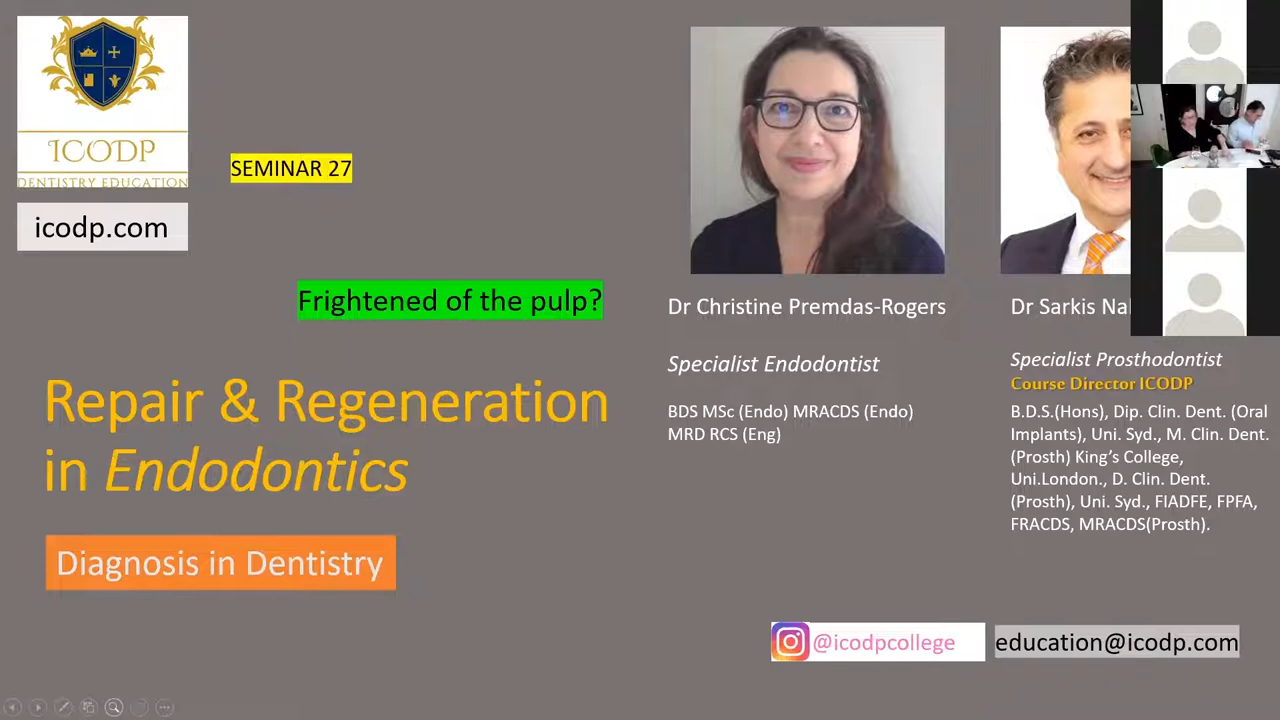 ICODP
DENTISTRY EDUCATION
icodp.com
SEMINAR 27
Frightened of the pulp?
Repair & Regeneration
in Endodontics
Diagnosis in Dentistry
Dr Christine Premdas-Rogers
Specialist Endodontist
BDS MSc (Endo) MRACDS (Endo)
MRD RCS (Eng)
Dr Sarkis
Specialist Prosthodontist
Course Director ICODP
B.D.S.(Hons), Dip. Clin. Dent. (Oral
Implants), Uni. Syd., M. Clin. Dent.
(Prosth) King's College,
Uni.London., D. Clin. Dent.
(Prosth), Uni. Syd., FIADFE, FPFA,
FRACDS, MRACDS(Prosth).
@icodpcollege
education@icodp.com